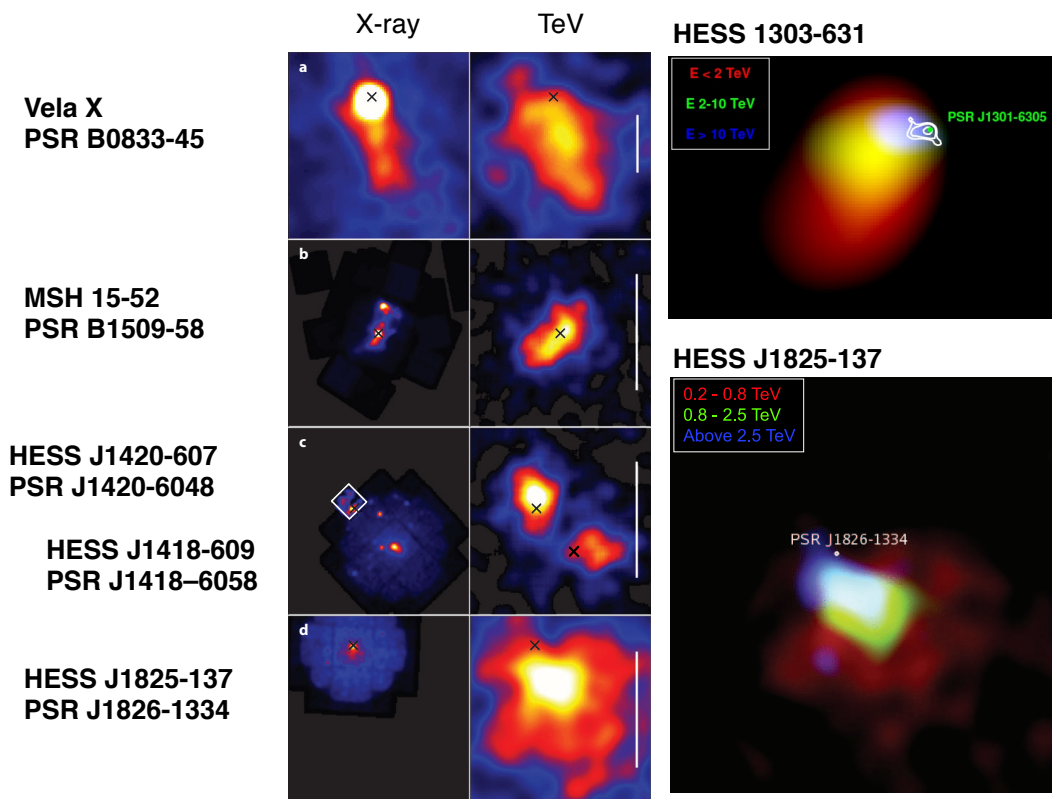 X-ray
TeV
Vela X
PSR B0833-45
a
MSH 15-52
PSR B1509-58
b
HESS J1420-607
PSR J1420-6048
HESS J1418-609
PSR J1418–6058
c
HESS J1825-137
PSR J1826-1334
d
HESS 1303-631
E < 2 TeV
E 2-10 TeV
E > 10 TeV
PSR J1301-6305
HESS J1825-137
0.2 - 0.8 TeV
0.8 - 2.5 TeV
Above 2.5 TeV
PSR J1826-1334